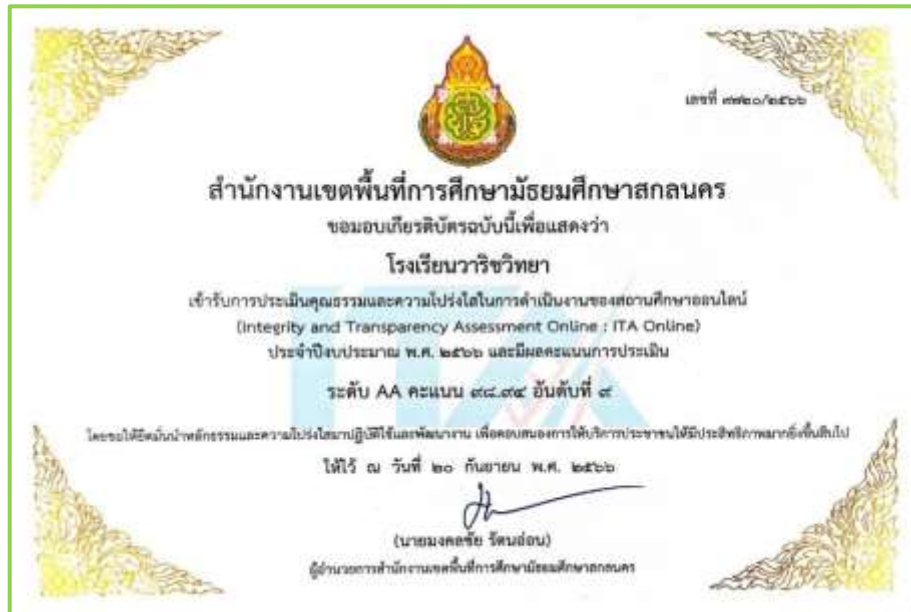 เลขที่ ๓๗๒๐/๒๕๖๖
สำนักงานเขตพื้นที่การศึกษามัธยมศึกษาสกลนคร
ขอมอบเกียรติบัตรฉบับนี้เพื่อแสดงว่า
โรงเรียนวาริชวิทยา
เข้ารับการประเมินคุณธรรมและความโปร่งใสในการดำเนินงานของสถานศึกษาออนไลน์
(Integrity and Transparency Assessment Online : ITA Online)
ประจำปีงบประมาณ พ.ศ. ๒๕๖๖ และมีผลคะแนนการประเมิน
ITA
ระดับ AA คะแนน ๙๘.๙๔ อันดับที่ ๙
โดยขอให้ยึดมั่นนำหลักธรรมและความโปร่งใสมาปฏิบัติใช้และพัฒนางาน เพื่อตอบสนองการให้บริการประชาชนให้มีประสิทธิภาพมากยิ่งขึ้นสืบไป
ให้ไว้ ณ วันที่ ๒๐ กันยายน พ.ศ. ๒๕๖๖
(นายมงคลชัย รัตนอ่อน)
ผู้อำนวยการสำนักงานเขตพื้นที่การศึกษามัธยมศึกษาสกลนคร